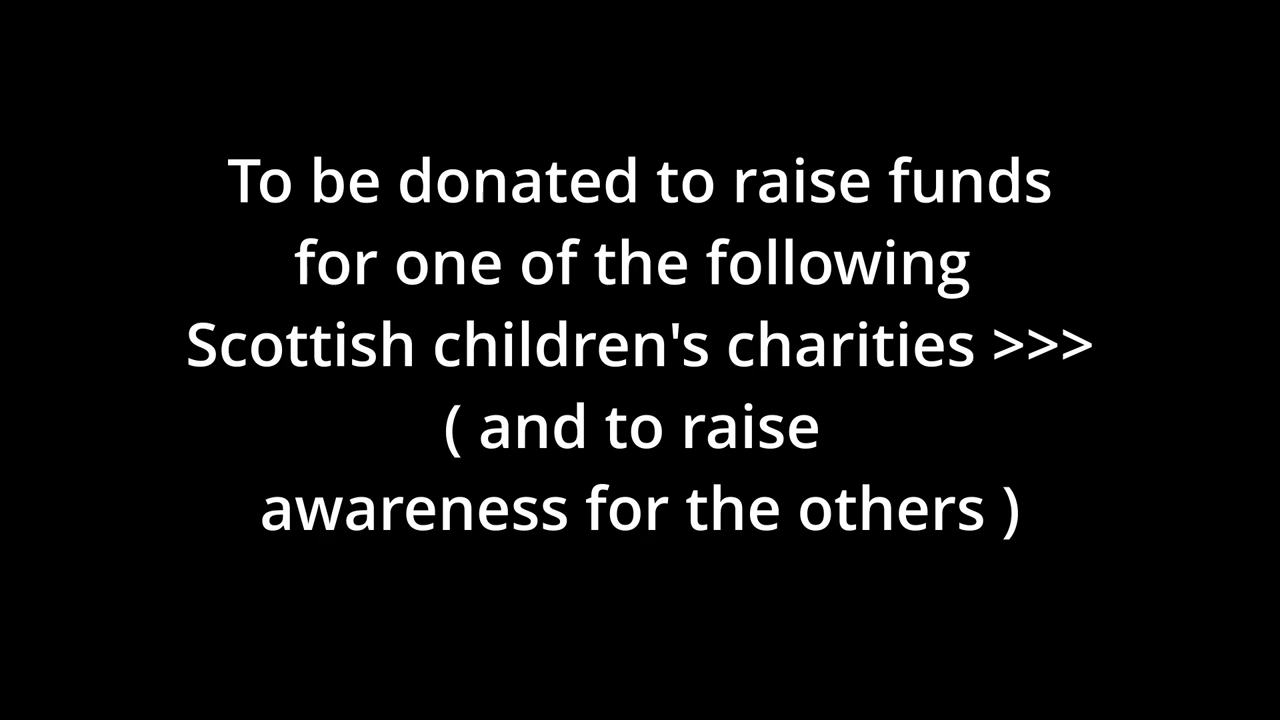 To be donated to raise funds
for one of the following
Scottish children's charities >>>
( and to raise
awareness for the others )